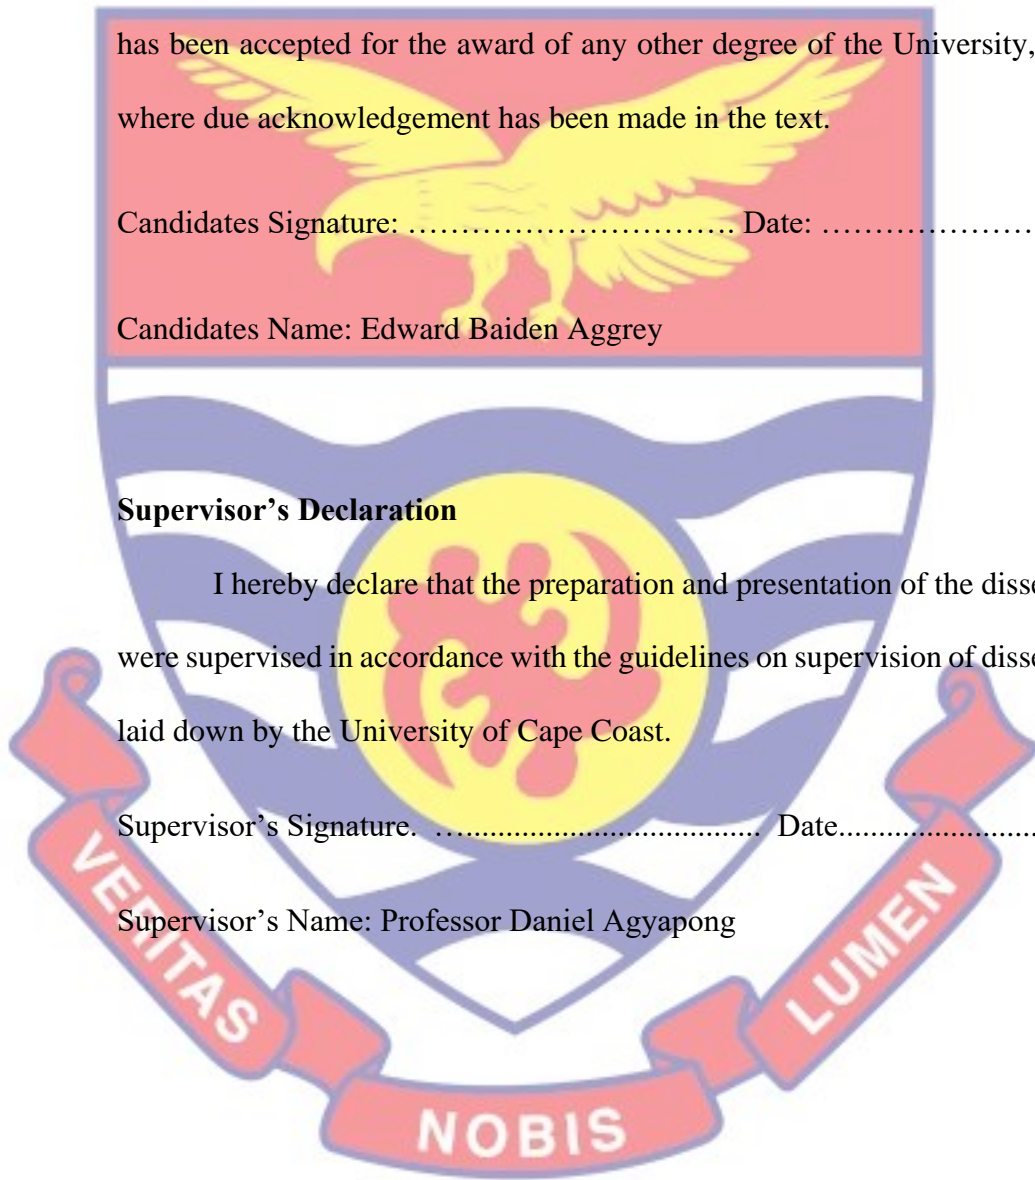 has been accepted for the award of any other degree of the University,
where due acknowledgement has been made in the text.
Candidates Signature: …………………………. Date: …………………
Candidates Name: Edward Baiden Aggrey
Supervisor’s Declaration
I hereby declare that the preparation and presentation of the disse
were supervised in accordance with the guidelines on supervision of disse
laid down by the University of Cape Coast.
Supervisor’s Signature. ….......................................... Date.........................
Supervisor’s Name: Professor Daniel Agyapong
VERITAS
NOBIS
LUMEN